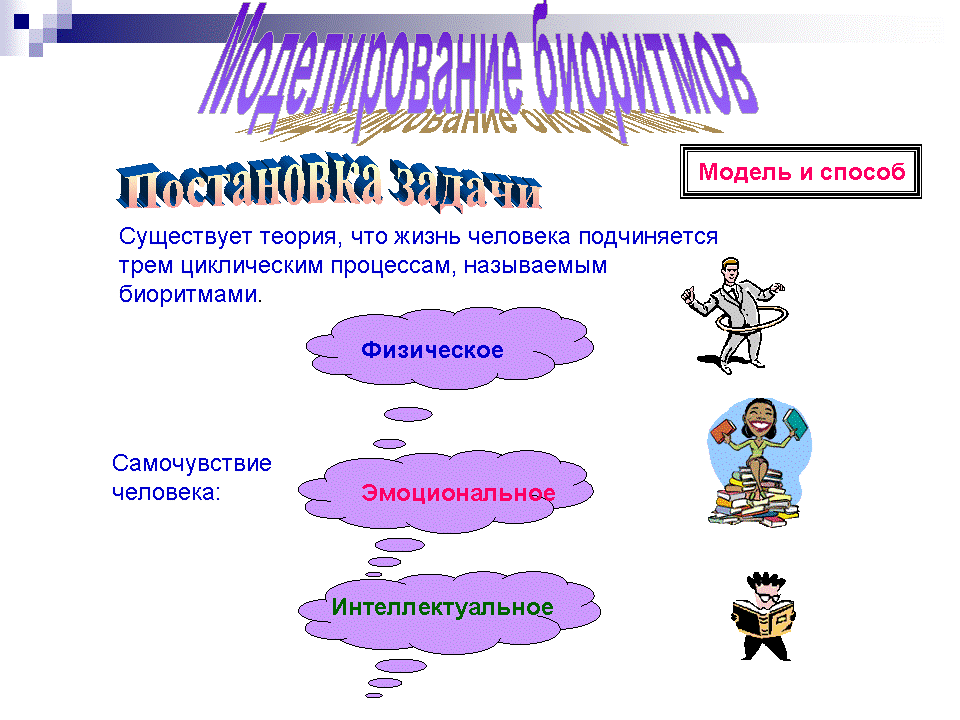 Моделирование биоритмов
Постановка задачи
Модель и способ
Существует теория, что жизнь человека подчиняется
трем циклическим процессам, называемым
биоритмами.
Физическое
Самочувствие
человека:
Эмоциональное
Интеллектуальное